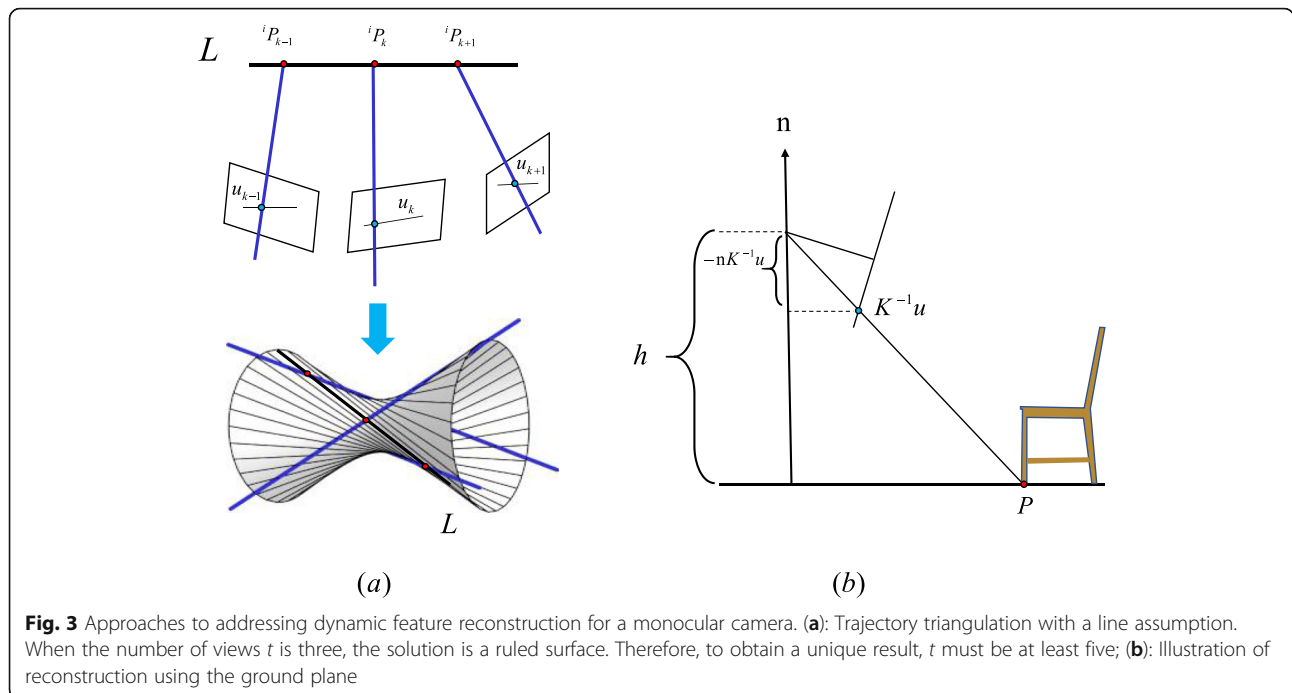 L
ⁱP_{k-1}
ⁱP_k
ⁱP_{k+1}
u_{k-1}
u_k
u_{k+1}
L
(a)
n
−nK⁻¹u
K⁻¹u
h
P
(b)
Fig. 3 Approaches to addressing dynamic feature reconstruction for a monocular camera. (a): Trajectory triangulation with a line assumption.
When the number of views t is three, the solution is a ruled surface. Therefore, to obtain a unique result, t must be at least five; (b): Illustration of
reconstruction using the ground plane